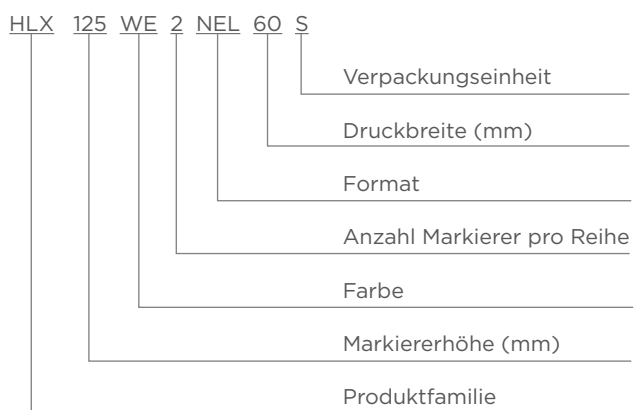 HLX 125 WE 2 NEL 60 S
Verpackungseinheit
Druckbreite (mm)
Format
Anzahl Markierer pro Reihe
Farbe
Markiererhöhe (mm)
Produktfamilie